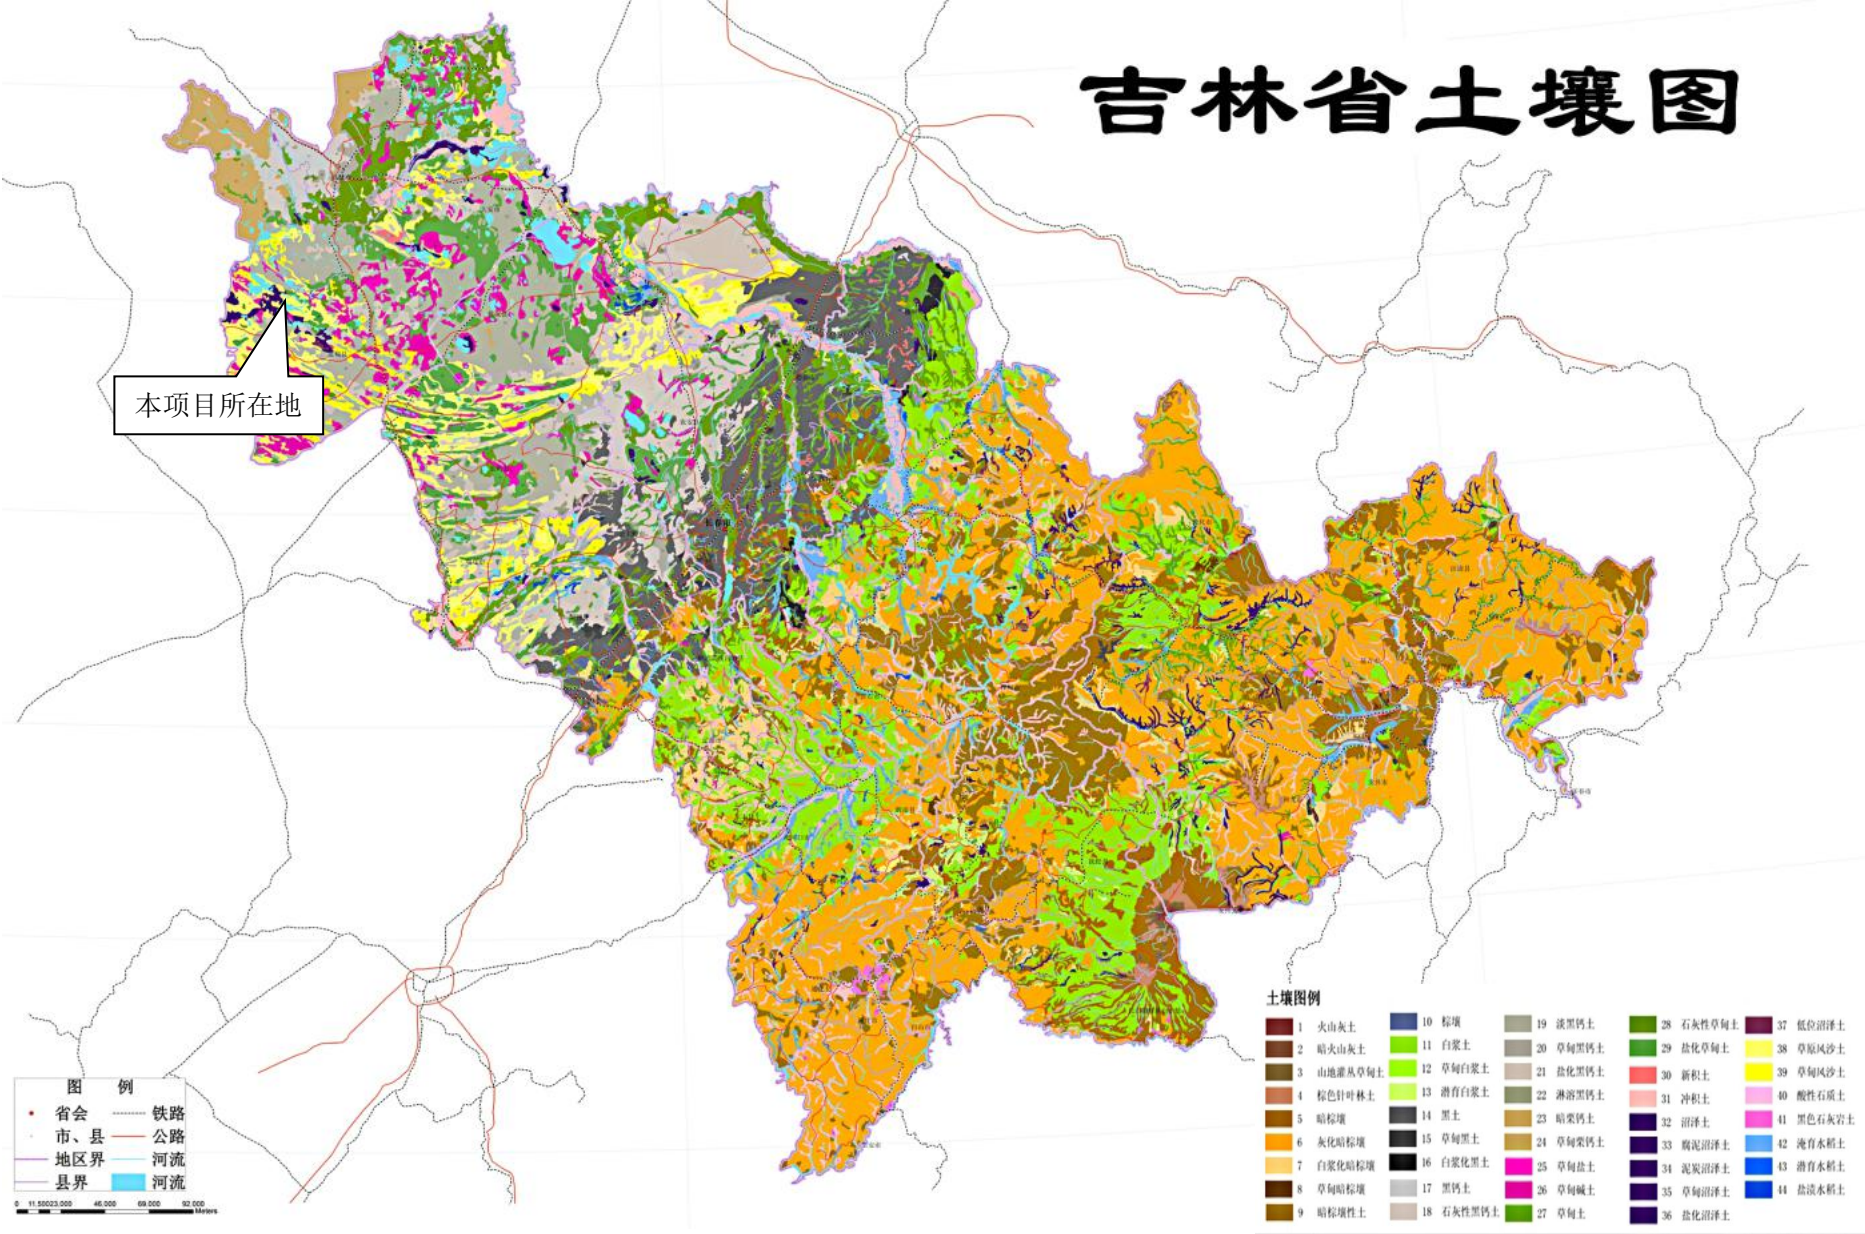 吉林省土壤图
本项目所在地
长春市
土壤图例
1 火山灰土
2 暗火山灰土
3 山地灌丛草甸土
4 棕色针叶林土
5 暗棕壤
6 灰化暗棕壤
7 白浆化暗棕壤
8 草甸暗棕壤
9 暗棕壤性土
10 棕壤
11 白浆土
12 草甸白浆土
13 潜育白浆土
14 黑土
15 草甸黑土
16 白浆化黑土
17 黑钙土
18 石灰性黑钙土
19 淡黑钙土
20 草甸黑钙土
21 盐化黑钙土
22 淋溶黑钙土
23 暗栗钙土
24 草甸栗钙土
25 草甸盐土
26 草甸碱土
27 草甸土
28 石灰性草甸土
29 盐化草甸土
30 新积土
31 冲积土
32 沼泽土
33 腐泥沼泽土
34 泥炭沼泽土
35 草甸沼泽土
36 盐化沼泽土
37 低位沼泽土
38 草原风沙土
39 草甸风沙土
40 酸性石质土
41 黑色石灰岩土
42 淹育水稻土
43 潜育水稻土
44 盐渍水稻土
图 例
省会 铁路
市、县 公路
地区界 河流
县界 河流
0 11,50023,000 46,000 69,000 92,000
Meters